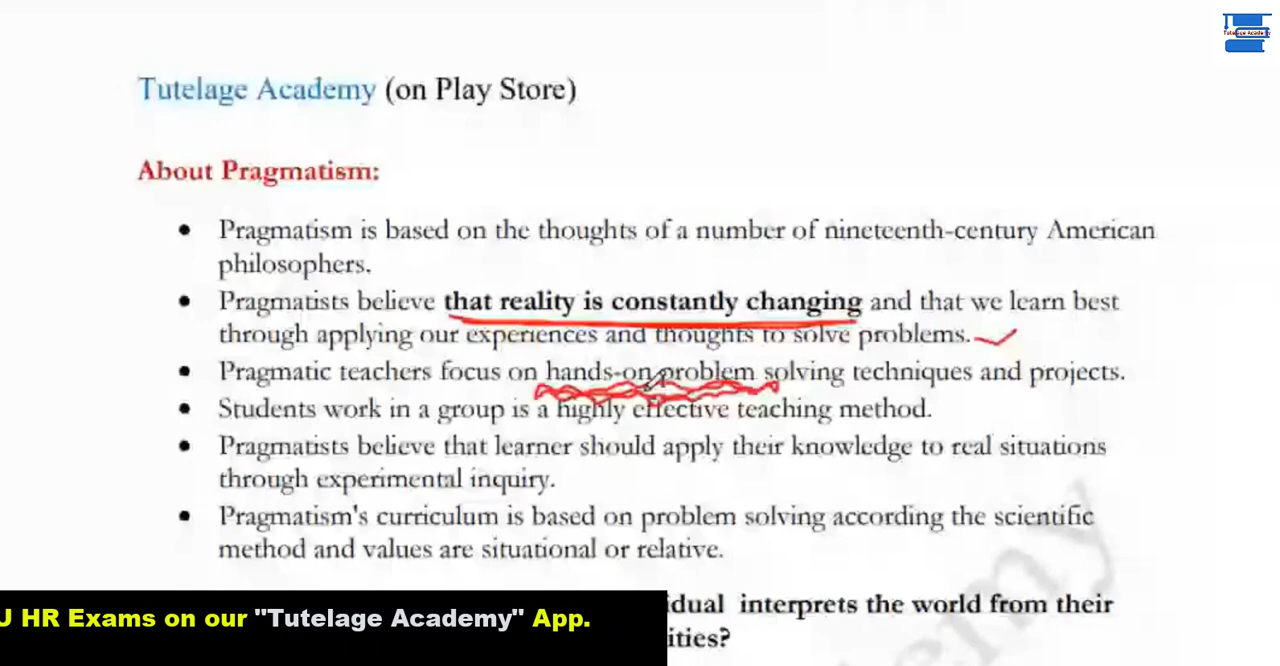 Tutelage Academy
Tutelage Academy (on Play Store)
About Pragmatism:
• Pragmatism is based on the thoughts of a number of nineteenth-century American
philosophers.
• Pragmatists believe that reality is constantly changing and that we learn best
through applying our experiences and thoughts to solve problems.
• Pragmatic teachers focus on hands-on problem solving techniques and projects.
• Students work in a group is a highly effective teaching method.
• Pragmatists believe that learner should apply their knowledge to real situations
through experimental inquiry.
• Pragmatism's curriculum is based on problem solving according the scientific
method and values are situational or relative.
idual interprets the world from their
ities?
J HR Exams on our "Tutelage Academy" App.
emy